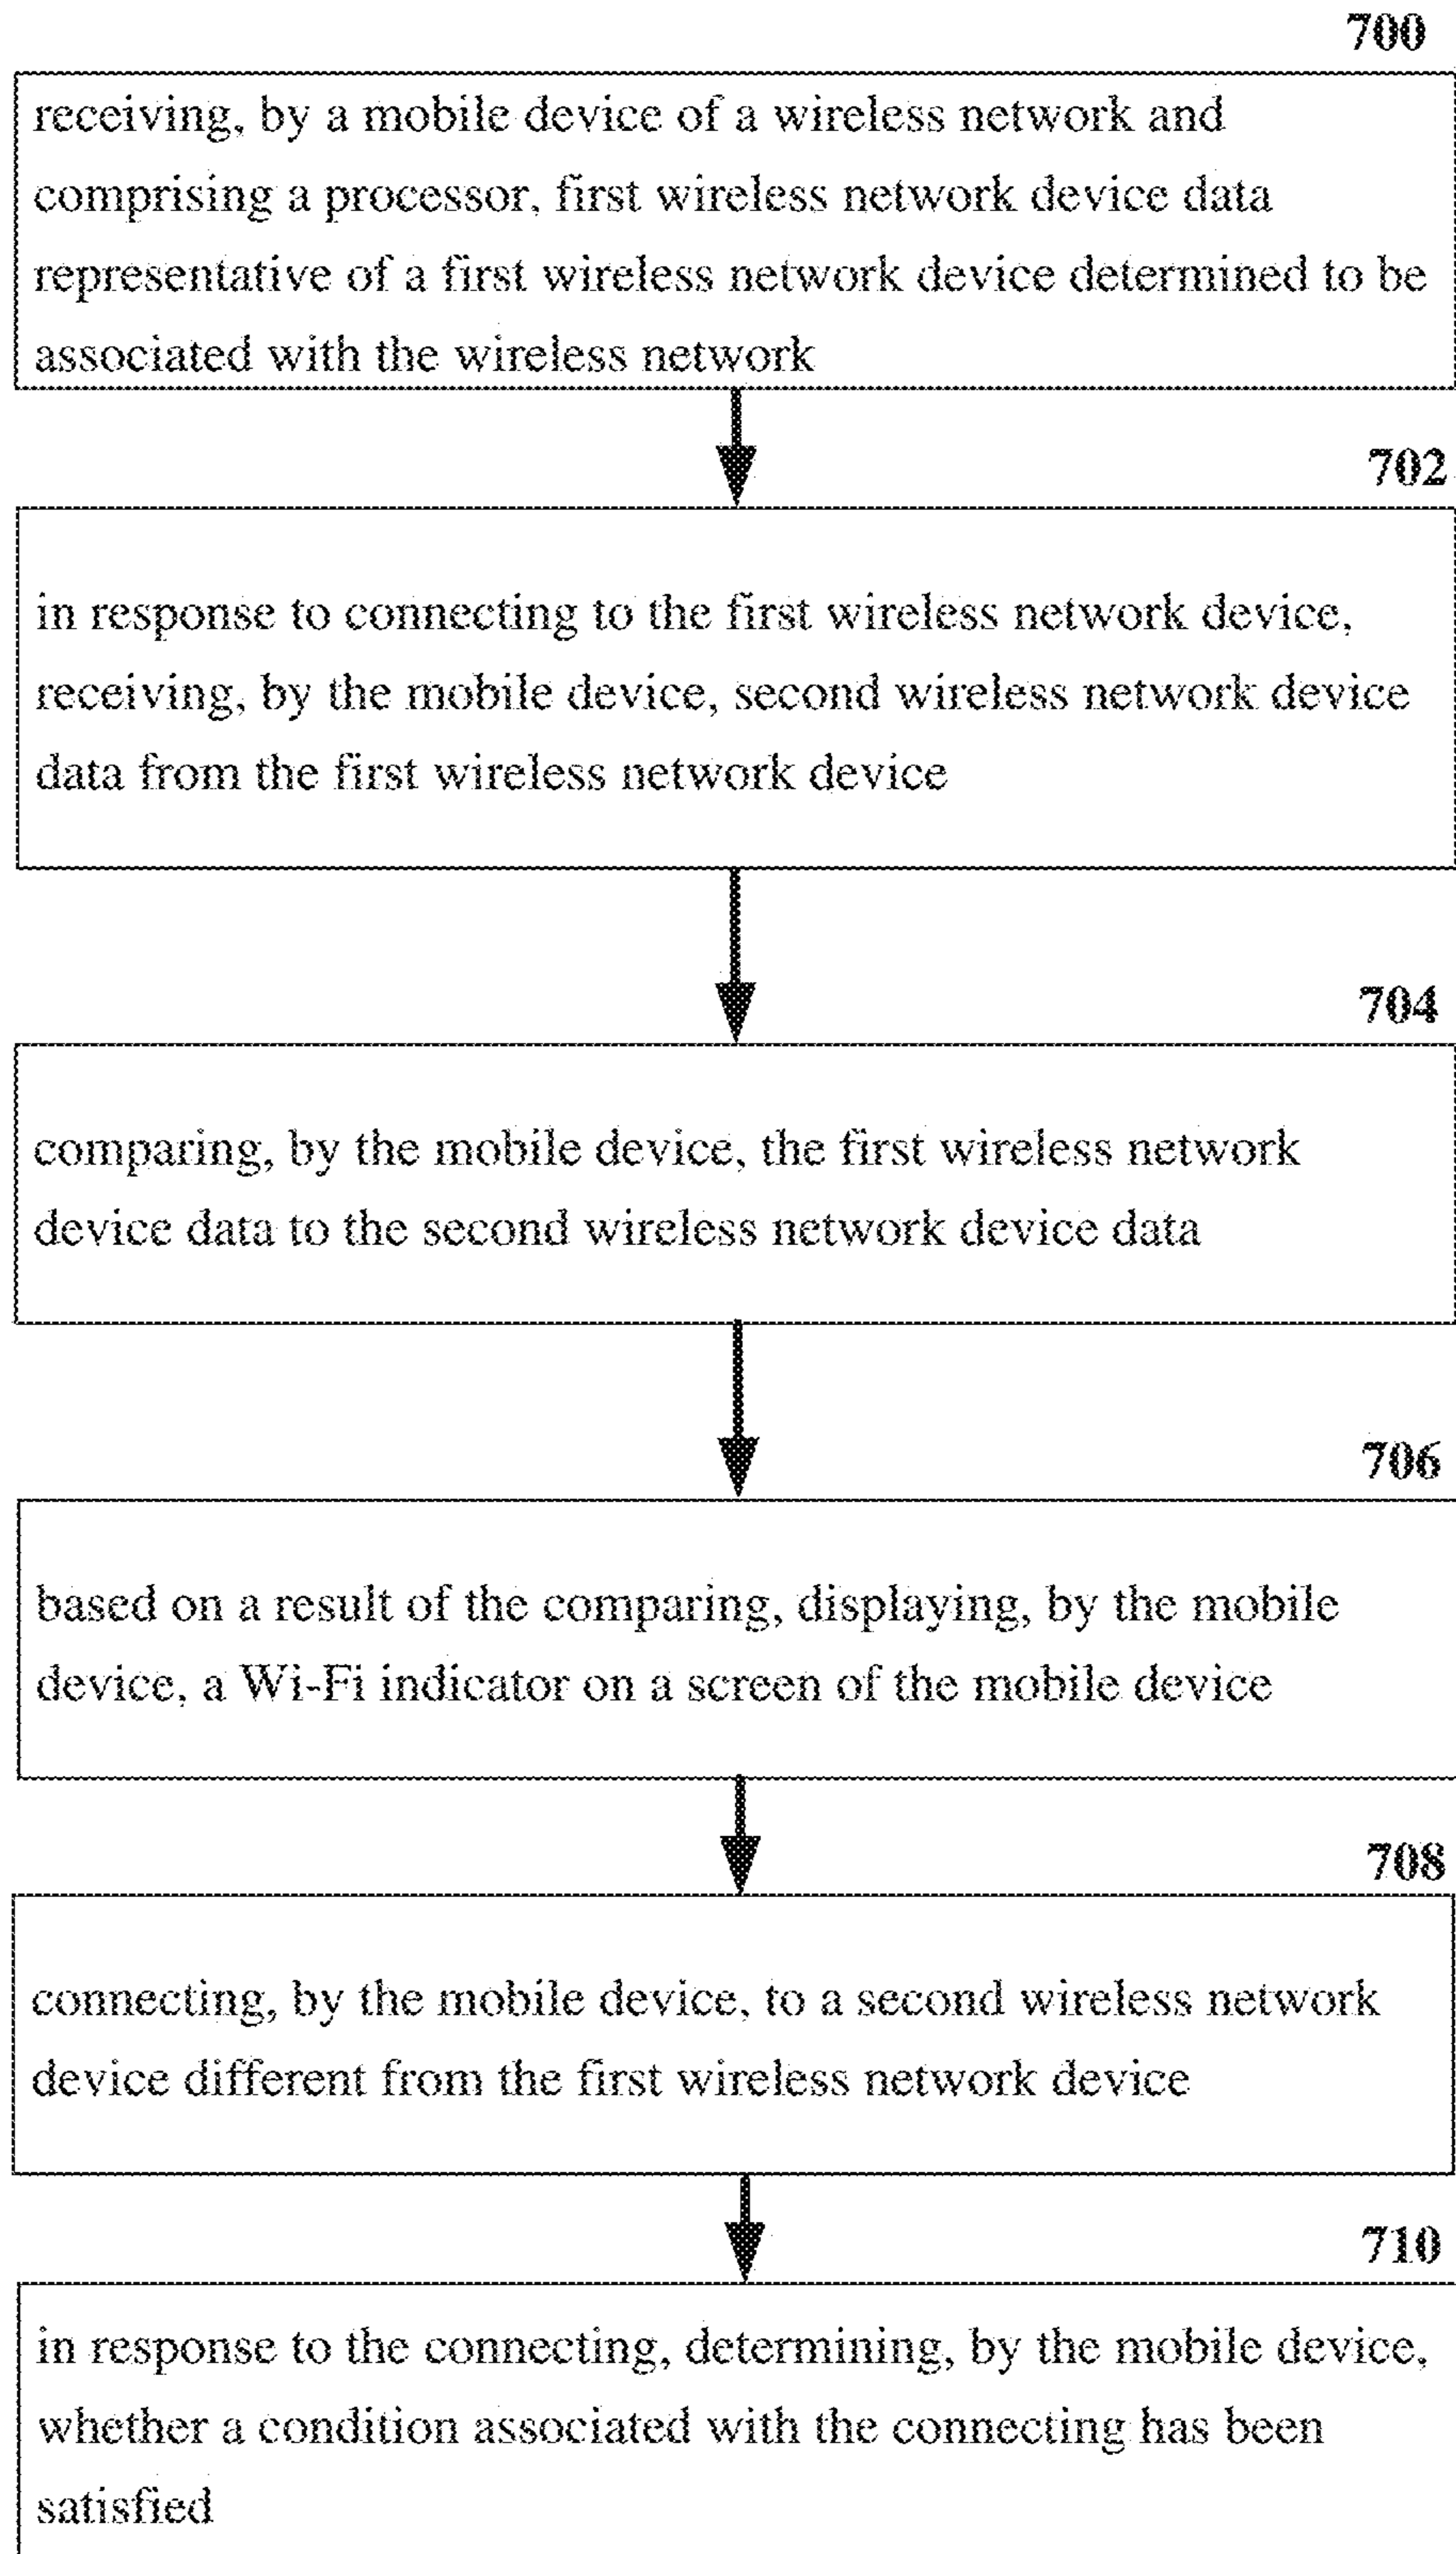 700
receiving, by a mobile device of a wireless network and
comprising a processor, first wireless network device data
representative of a first wireless network device determined to be
associated with the wireless network
702
in response to connecting to the first wireless network device,
receiving, by the mobile device, second wireless network device
data from the first wireless network device
704
comparing, by the mobile device, the first wireless network
device data to the second wireless network device data
706
based on a result of the comparing, displaying, by the mobile
device, a Wi-Fi indicator on a screen of the mobile device
708
connecting, by the mobile device, to a second wireless network
device different from the first wireless network device
710
in response to the connecting, determining, by the mobile device,
whether a condition associated with the connecting has been
satisfied